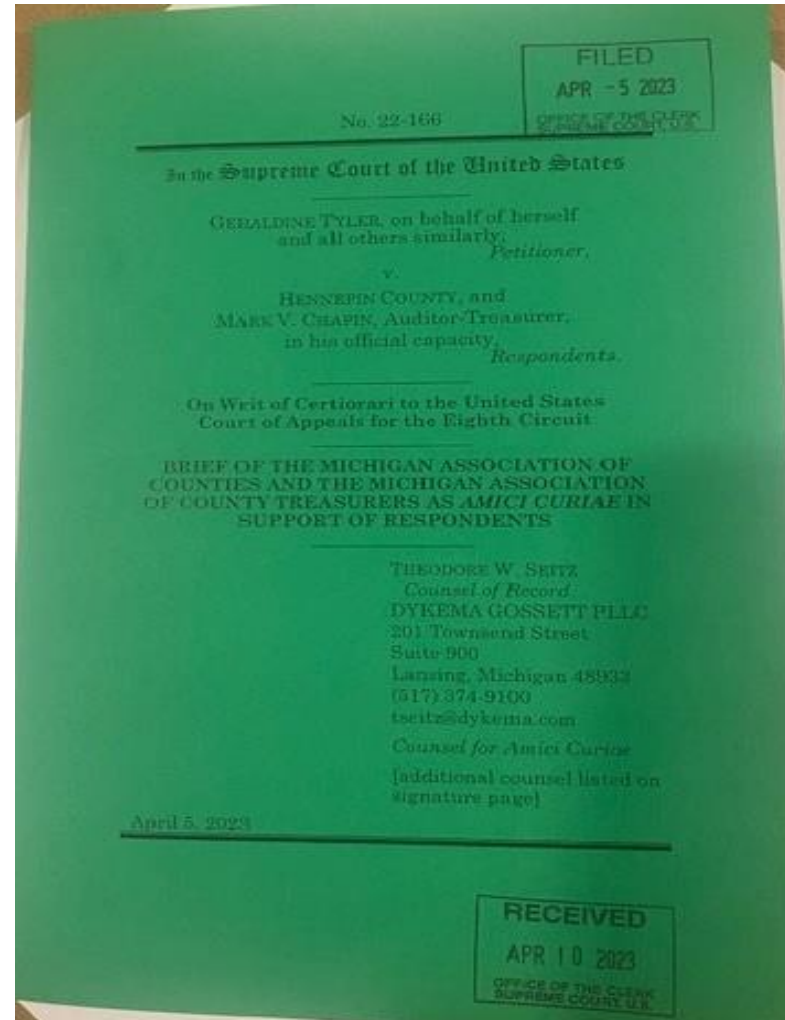 FILED
APR - 5 2023
OFFICE OF THE CLERK
SUPREME COURT, U.S.
No. 22-166
In the Supreme Court of the United States
GERALDINE TYLER, on behalf of herself
and all others similarly,
Petitioner,
v.
HENNEPIN COUNTY, and
MARK V. CHAPIN, Auditor-Treasurer,
in his official capacity,
Respondents.
On Writ of Certiorari to the United States
Court of Appeals for the Eighth Circuit
BRIEF OF THE MICHIGAN ASSOCIATION OF
COUNTIES AND THE MICHIGAN ASSOCIATION
OF COUNTY TREASURERS AS AMICI CURIAE IN
SUPPORT OF RESPONDENTS
THEODORE W. SEITZ
Counsel of Record
DYKEMA GOSSETT PLLC
201 Townsend Street
Suite 900
Lansing, Michigan 48933
(517) 374-9100
tseitz@dykema.com
Counsel for Amici Curiae
[additional counsel listed on
signature page]
April 5, 2023
RECEIVED
APR 10 2023
OFFICE OF THE CLERK
SUPREME COURT, U.S.